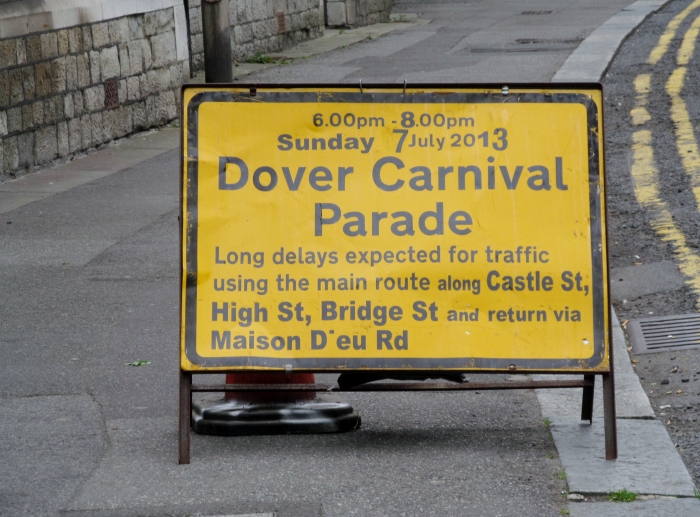 6.00pm - 8.00pm
Sunday 7 July 2013
Dover Carnival
Parade
Long delays expected for traffic
using the main route along Castle St,
High St, Bridge St and return via
Maison D'eu Rd